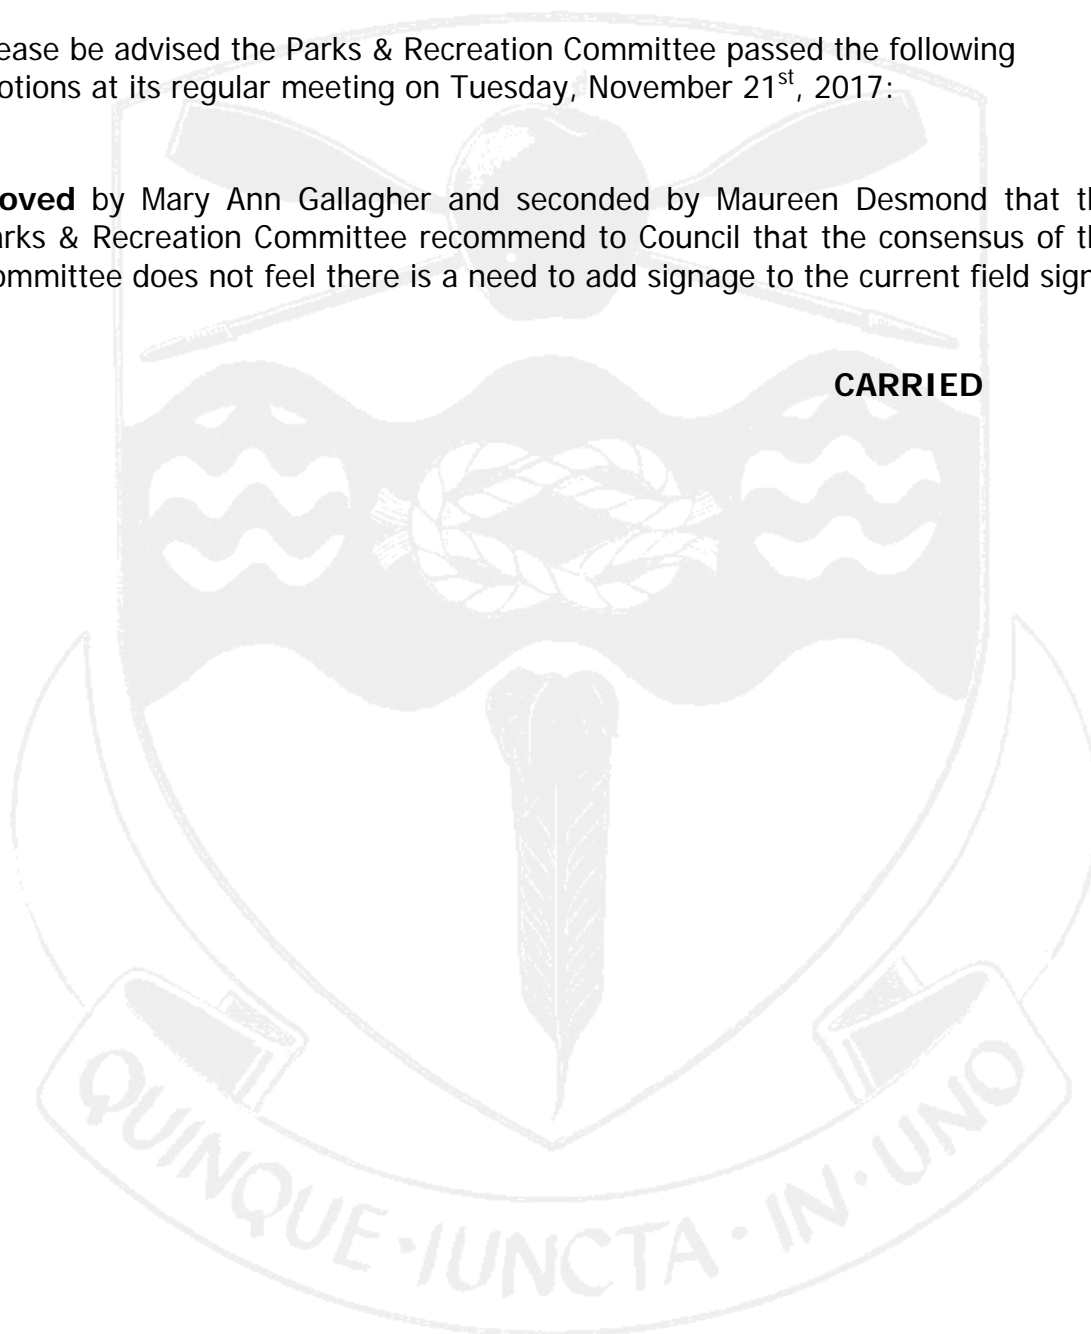 ease be advised the Parks & Recreation Committee passed the following
otions at its regular meeting on Tuesday, November 21st, 2017:
oved by Mary Ann Gallagher and seconded by Maureen Desmond that th
arks & Recreation Committee recommend to Council that the consensus of th
ommittee does not feel there is a need to add signage to the current field sign
CARRIED
QUINQUE · IUNCTA · IN · UNO